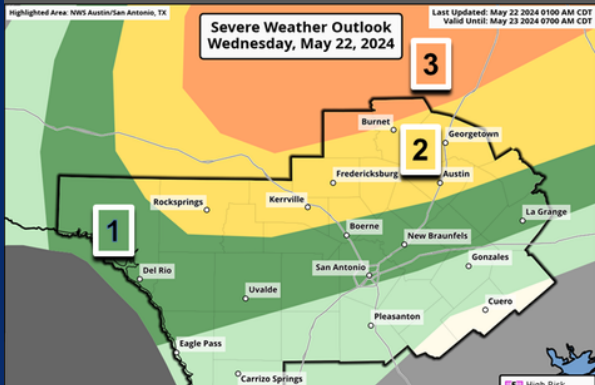 Highlighted Area: NWS Austin/San Antonio, TX
Severe Weather Outlook
Wednesday, May 22, 2024
Last Updated: May 22 2024 0100 AM CDT
Valid Until: May 23 2024 0700 AM CDT
3
Burnet
Georgetown
2
Fredericksburg
Austin
Rocksprings
Kerrville
La Grange
1
Boerne
New Braunfels
Gonzales
Del Rio
San Antonio
Uvalde
Cuero
Pleasanton
Eagle Pass
Carrizo Springs
High Risk